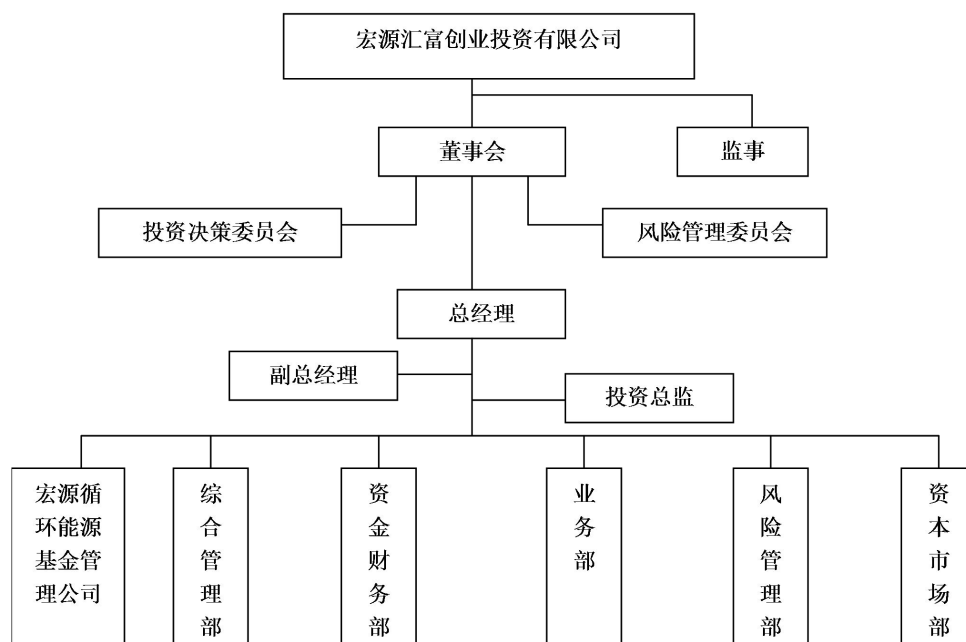 宏源汇富创业投资有限公司
董事会
监事
投资决策委员会
风险管理委员会
总经理
副总经理
投资总监
宏源循
环能源
基金管
理公司
综合管理部
资金财务部
业务部
风险管理部
资本市场部